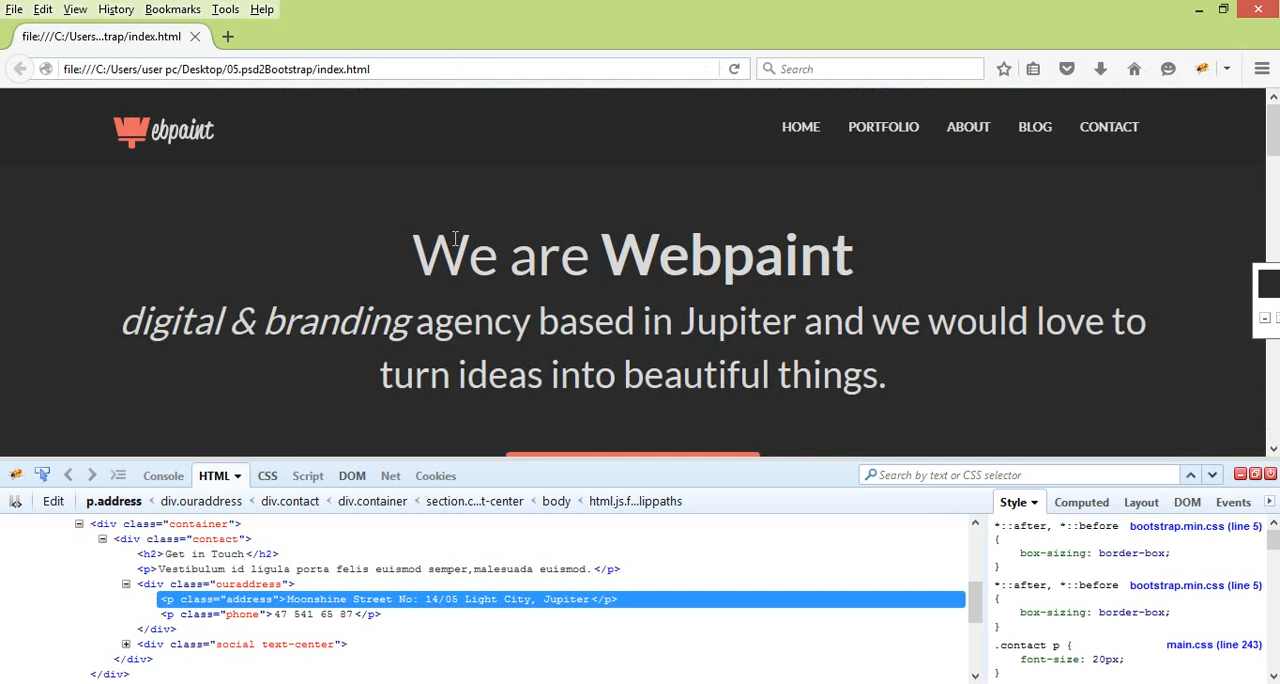 File Edit View History Bookmarks Tools Help
file:///C:/Users...trap/index.html
file:///C:/Users/user pc/Desktop/05.psd2Bootstrap/index.html Search
ebpaint HOME PORTFOLIO ABOUT BLOG CONTACT
We are Webpaint
digital & branding agency based in Jupiter and we would love to
turn ideas into beautiful things.
Console HTML CSS Script DOM Net Cookies Search by text or CSS selector
Edit p.address < div.ouraddress < div.contact < div.container < section.c...t-center < body < html.js.f...lippaths
Style Computed Layout DOM Events
<div class="container">
<div class="contact">
<h2>Get in Touch</h2>
<p>Vestibulum id ligula porta felis euismod semper,malesuada euismod.</p>
<div class="ouraddress">
<p class="address">Moonshine Street No: 14/05 Light City, Jupiter</p>
<p class="phone">47 541 65 87</p>
</div>
<div class="social text-center">
</div>
</div>
*::after, *::before bootstrap.min.css (line 5)
{
box-sizing: border-box;
}
*::after, *::before bootstrap.min.css (line 5)
{
box-sizing: border-box;
}
.contact p { main.css (line 243)
font-size: 20px;
}